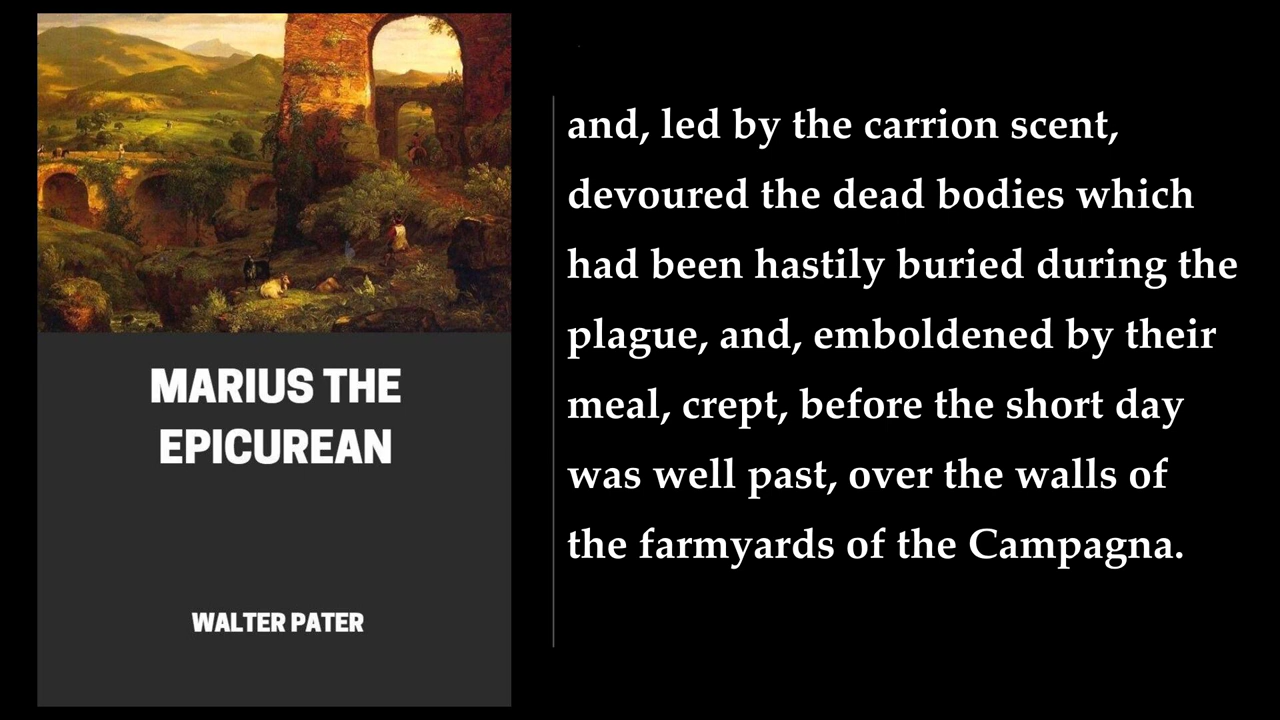 MARIUS THE
EPICUREAN
WALTER PATER
and, led by the carrion scent,
devoured the dead bodies which
had been hastily buried during the
plague, and, emboldened by their
meal, crept, before the short day
was well past, over the walls of
the farmyards of the Campagna.